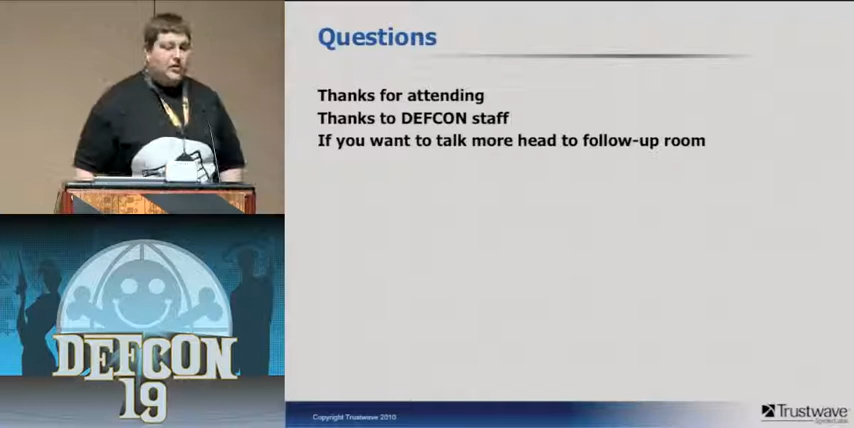 Questions
Thanks for attending
Thanks to DEFCON staff
If you want to talk more head to follow-up room
DEFCON
19
Copyright Trustwave 2010
Trustwave
SpiderLabs